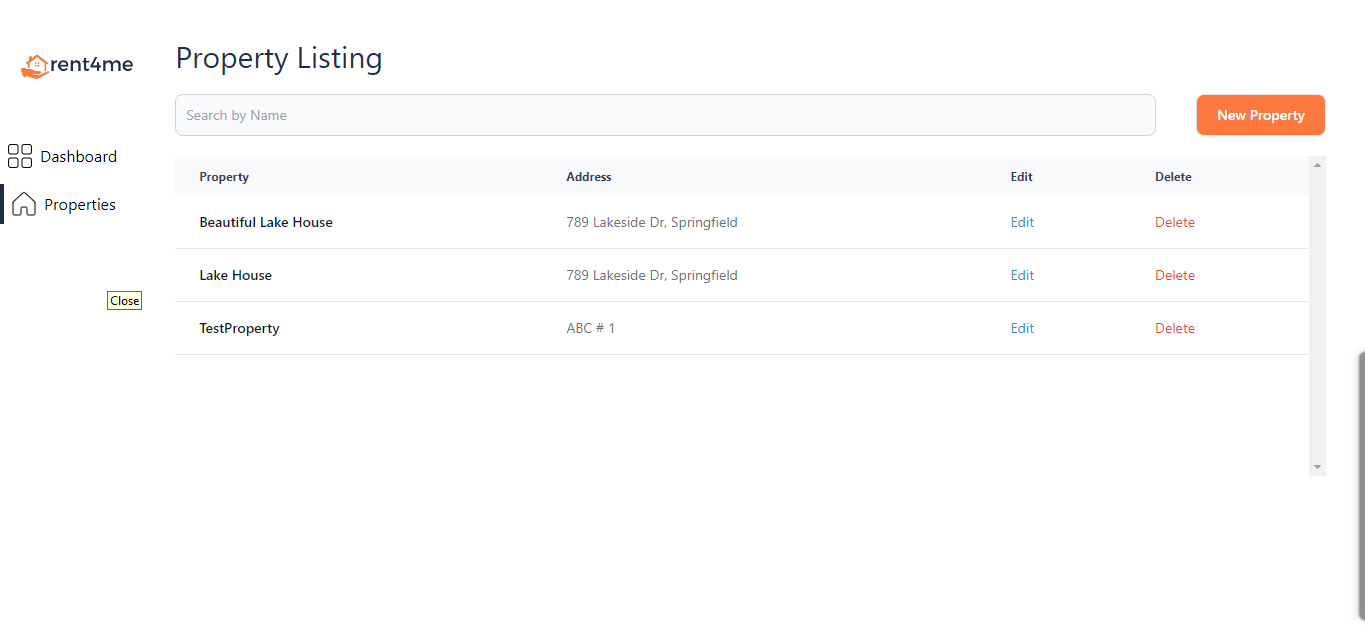 rent4me
Property Listing
Search by Name
New Property
Dashboard
Properties
Close
Property Address Edit Delete
Beautiful Lake House 789 Lakeside Dr, Springfield Edit Delete
Lake House 789 Lakeside Dr, Springfield Edit Delete
TestProperty ABC # 1 Edit Delete